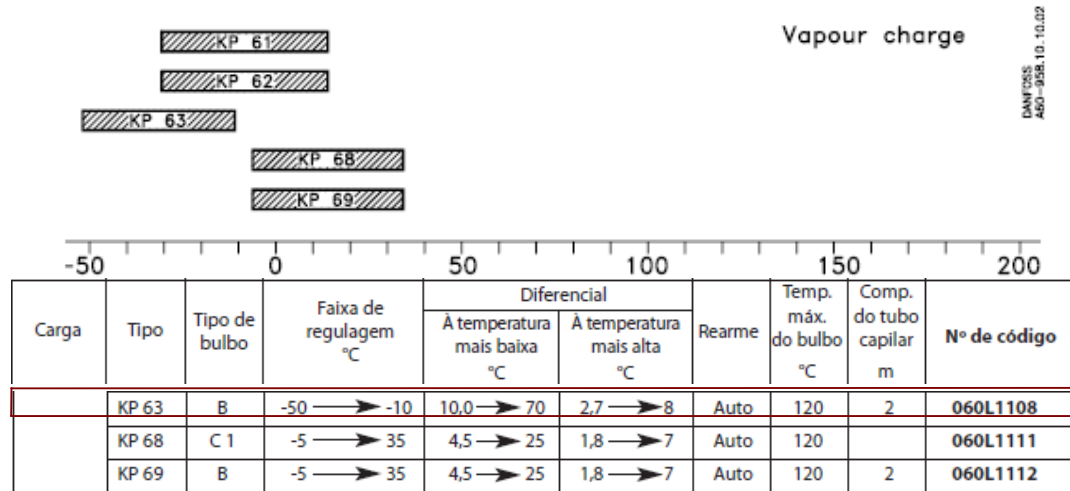 KP 61
Vapour charge
KP 62
DANFOSS
A60-958.10.10.02
KP 63
KP 68
KP 69
-50 0 50 100 150 200
Carga Tipo Tipo de bulbo Faixa de regulagem °C Diferencial Rearme Temp. máx. do bulbo °C Comp. do tubo capilar m Nº de código
À temperatura mais baixa °C À temperatura mais alta °C
KP 63 B -50 → -10 10,0 → 70 2,7 → 8 Auto 120 2 060L1108
KP 68 C 1 -5 → 35 4,5 → 25 1,8 → 7 Auto 120 060L1111
KP 69 B -5 → 35 4,5 → 25 1,8 → 7 Auto 120 2 060L1112